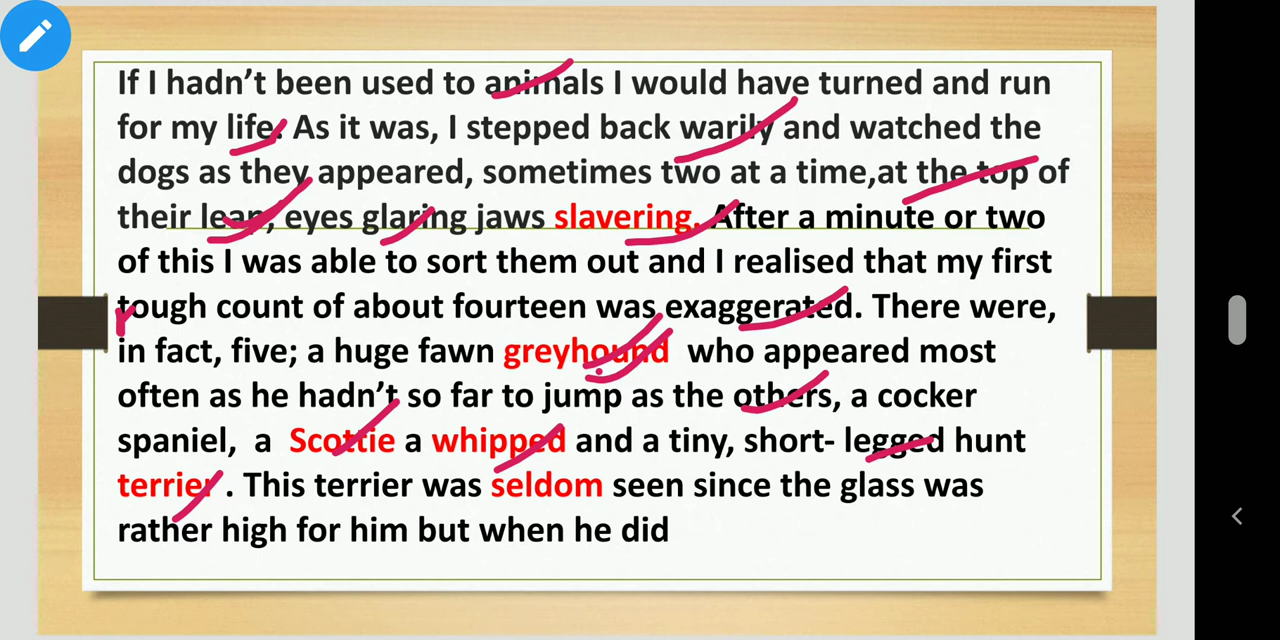 If I hadn't been used to animals I would have turned and run
for my life. As it was, I stepped back warily and watched the
dogs as they appeared, sometimes two at a time,at the top of
their leap, eyes glaring jaws slavering. After a minute or two
of this I was able to sort them out and I realised that my first
rough count of about fourteen was exaggerated. There were,
in fact, five; a huge fawn greyhound who appeared most
often as he hadn't so far to jump as the others, a cocker
spaniel, a Scottie a whipped and a tiny, short- legged hunt
terrier . This terrier was seldom seen since the glass was
rather high for him but when he did